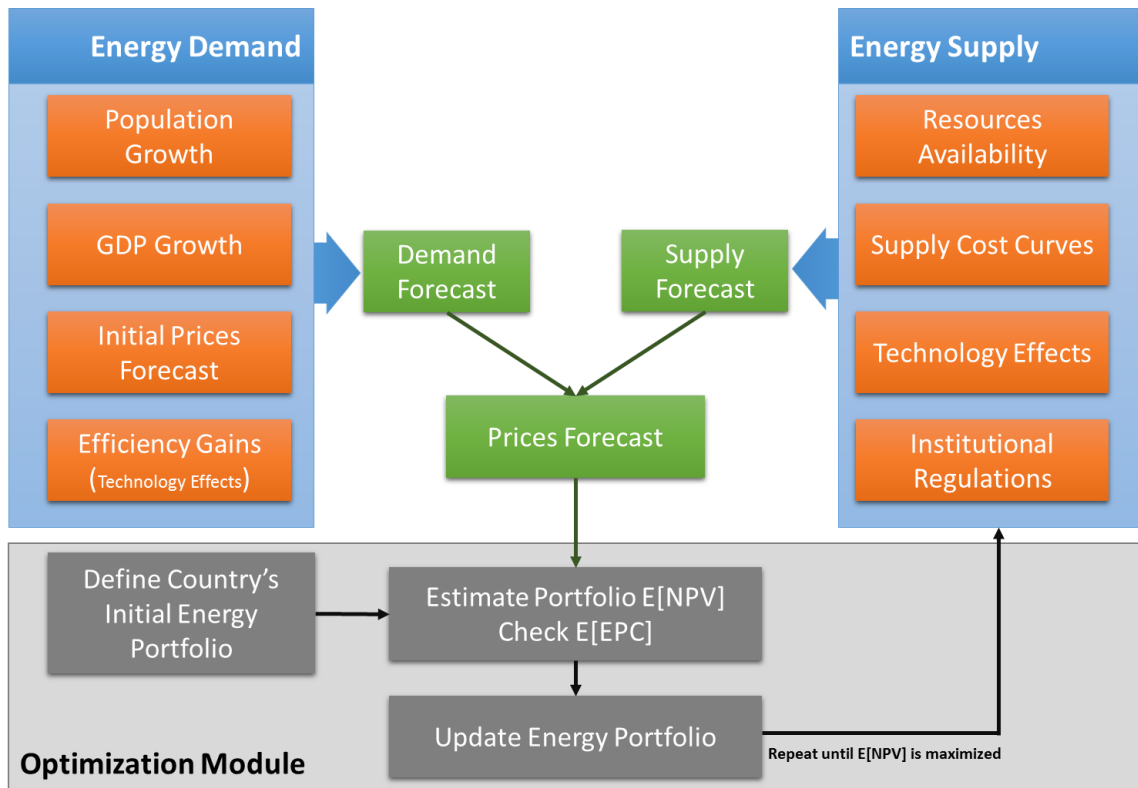 Energy Demand
Population
Growth
GDP Growth
Initial Prices
Forecast
Efficiency Gains
(Technology Effects)
Energy Supply
Resources
Availability
Supply Cost Curves
Technology Effects
Institutional
Regulations
Demand
Forecast
Supply
Forecast
Prices Forecast
Define Country’s
Initial Energy
Portfolio
Estimate Portfolio E[NPV]
Check E[EPC]
Update Energy Portfolio
Repeat until E[NPV] is maximized
Optimization Module